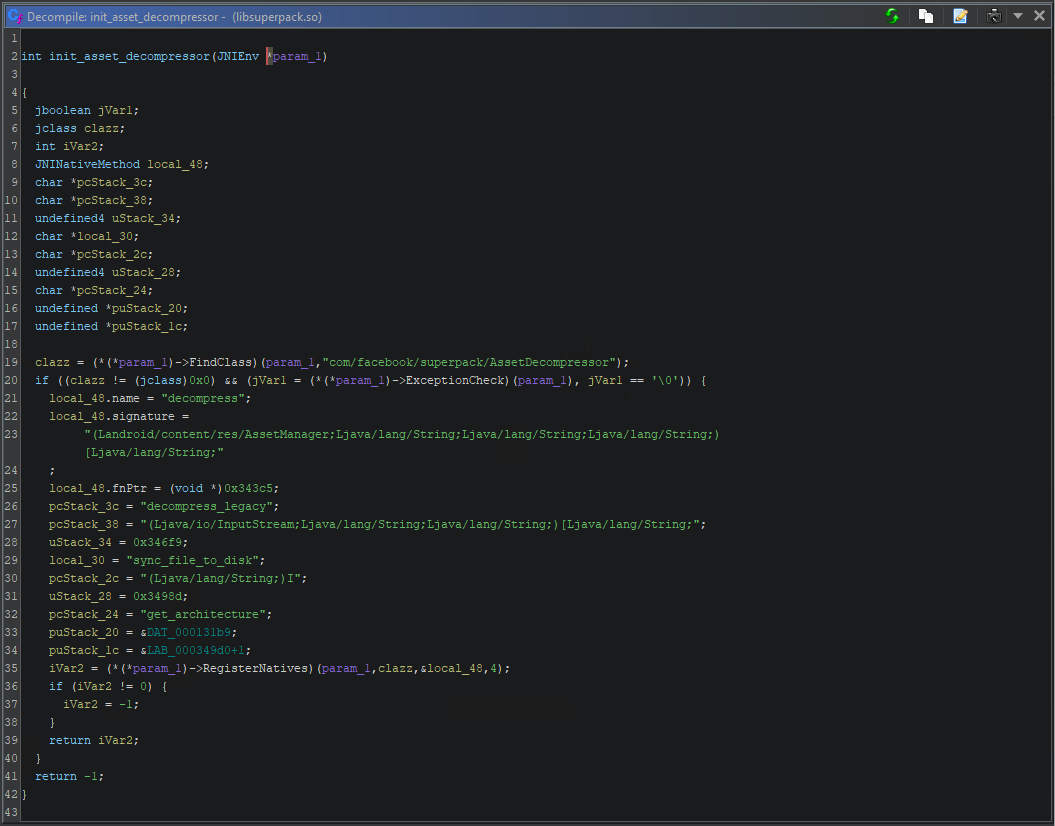 Decompile: init_asset_decompressor - (libsuperpack.so)
1
2 int init_asset_decompressor(JNIEnv *param_1)
3
4 {
5 jboolean jVar1;
6 jclass clazz;
7 int iVar2;
8 JNINativeMethod local_48;
9 char *pcStack_3c;
10 char *pcStack_38;
11 undefined4 uStack_34;
12 char *local_30;
13 char *pcStack_2c;
14 undefined4 uStack_28;
15 char *pcStack_24;
16 undefined *puStack_20;
17 undefined *puStack_1c;
18
19 clazz = (*(*param_1)->FindClass)(param_1,"com/facebook/superpack/AssetDecompressor");
20 if ((clazz != (jclass)0x0) && (jVar1 = (*(*param_1)->ExceptionCheck)(param_1), jVar1 == '\0')) {
21 local_48.name = "decompress";
22 local_48.signature =
23 "(Landroid/content/res/AssetManager;Ljava/lang/String;Ljava/lang/String;Ljava/lang/String;)
[Ljava/lang/String;"
24 ;
25 local_48.fnPtr = (void *)0x343c5;
26 pcStack_3c = "decompress_legacy";
27 pcStack_38 = "(Ljava/io/InputStream;Ljava/lang/String;Ljava/lang/String;)[Ljava/lang/String;";
28 uStack_34 = 0x346f9;
29 local_30 = "sync_file_to_disk";
30 pcStack_2c = "(Ljava/lang/String;)I";
31 uStack_28 = 0x3498d;
32 pcStack_24 = "get_architecture";
33 puStack_20 = &DAT_000131b9;
34 puStack_1c = &LAB_000349d0+1;
35 iVar2 = (*(*param_1)->RegisterNatives)(param_1,clazz,&local_48,4);
36 if (iVar2 != 0) {
37 iVar2 = -1;
38 }
39 return iVar2;
40 }
41 return -1;
42 }
43